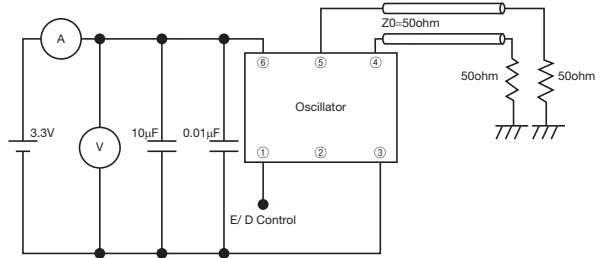 Z0=50ohm
A
⑥
⑤
④
50ohm
50ohm
Oscillator
3.3V
V
10μF
0.01μF
①
②
③
E/ D Control